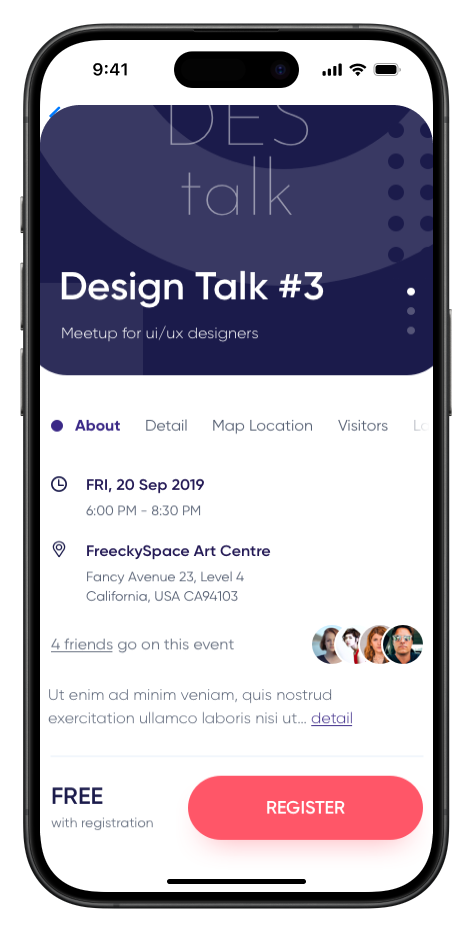 9:41
DES
talk
Design Talk #3
Meetup for ui/ux designers
About Detail Map Location Visitors
FRI, 20 Sep 2019
6:00 PM - 8:30 PM
FreeckySpace Art Centre
Fancy Avenue 23, Level 4
California, USA CA94103
4 friends go on this event
Ut enim ad minim veniam, quis nostrud
exercitation ullamco laboris nisi ut... detail
FREE
with registration
REGISTER